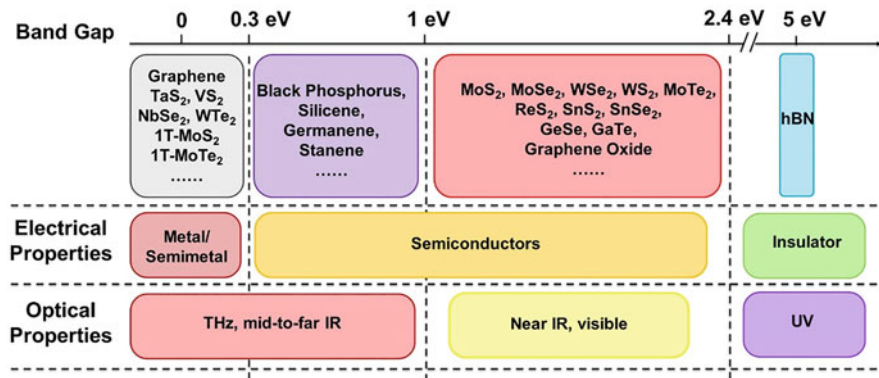 Band Gap
0
0.3 eV
1 eV
2.4 eV
5 eV
Graphene
TaS₂, VS₂
NbSe₂, WTe₂
1T-MoS₂
1T-MoTe₂
......
Black Phosphorus,
Silicene,
Germanene,
Stanene
......
MoS₂, MoSe₂, WSe₂, WS₂, MoTe₂,
ReS₂, SnS₂, SnSe₂,
GeSe, GaTe,
Graphene Oxide
......
hBN
Electrical
Properties
Metal/
Semimetal
Semiconductors
Insulator
Optical
Properties
THz, mid-to-far IR
Near IR, visible
UV